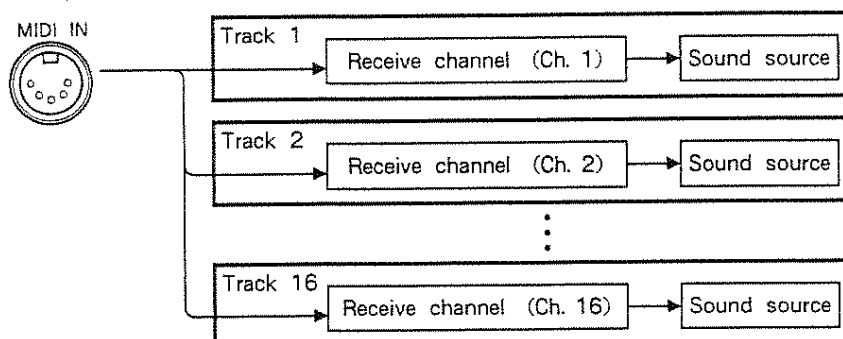 MIDI IN
Track 1
Receive channel (Ch. 1)
Sound source
Track 2
Receive channel (Ch. 2)
Sound source
Track 16
Receive channel (Ch. 16)
Sound source